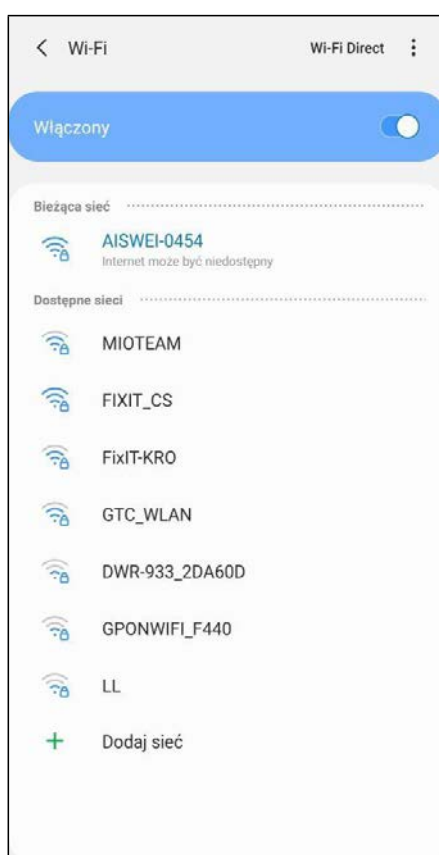 Wi-Fi Wi-Fi Direct
Włączony
Bieżąca sieć
AISWEI-0454
Internet może być niedostępny
Dostępne sieci
MIOTEAM
FIXIT_CS
FixIT-KRO
GTC_WLAN
DWR-933_2DA60D
GPONWIFI_F440
LL
Dodaj sieć